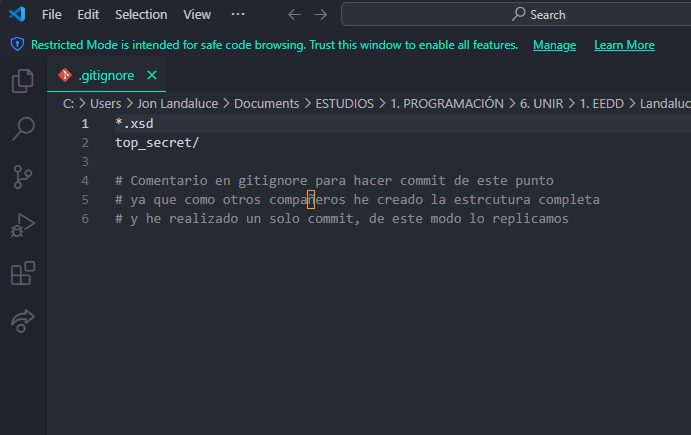 File Edit Selection View ··· Search
Restricted Mode is intended for safe code browsing. Trust this window to enable all features. Manage Learn More
.gitignore
C: > Users > Jon Landaluce > Documents > ESTUDIOS > 1. PROGRAMACIÓN > 6. UNIR > 1. EEDD > Landaluc
1 *.xsd
2 top_secret/
3
4 # Comentario en gitignore para hacer commit de este punto
5 # ya que como otros compañeros he creado la estrcutura completa
6 # y he realizado un solo commit, de este modo lo replicamos